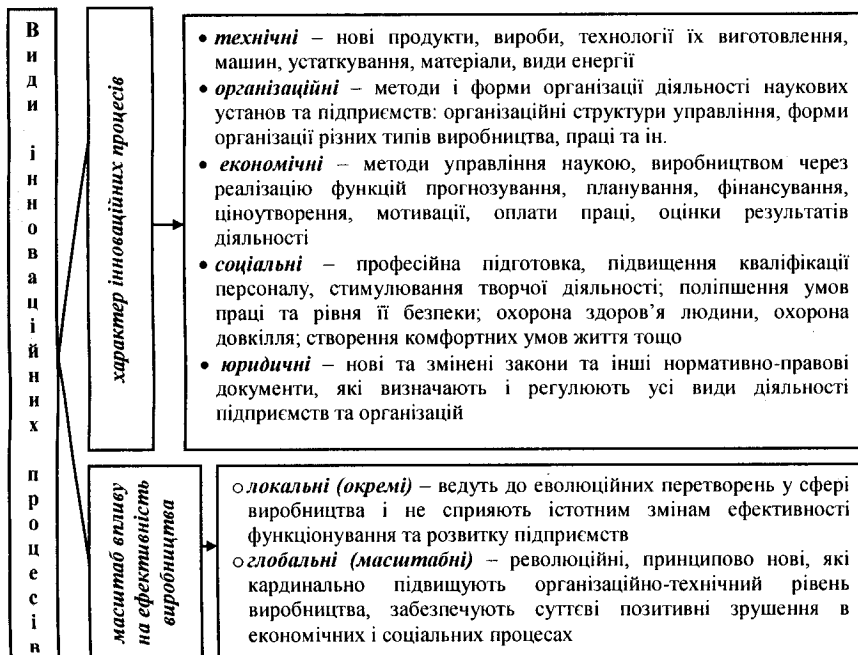 Види інноваційних процесів
характер інноваційних процесів
• технічні – нові продукти, вироби, технології їх виготовлення,
машин, устаткування, матеріали, види енергії
• організаційні – методи і форми організації діяльності наукових
установ та підприємств: організаційні структури управління, форми
організації різних типів виробництва, праці та ін.
• економічні – методи управління наукою, виробництвом через
реалізацію функцій прогнозування, планування, фінансування,
ціноутворення, мотивації, оплати праці, оцінки результатів
діяльності
• соціальні – професійна підготовка, підвищення кваліфікації
персоналу, стимулювання творчої діяльності; поліпшення умов
праці та рівня її безпеки; охорона здоров'я людини, охорона
довкілля; створення комфортних умов життя тощо
• юридичні – нові та змінені закони та інші нормативно-правові
документи, які визначають і регулюють усі види діяльності
підприємств та організацій
масштаб впливу
на ефективність
виробництва
○ локальні (окремі) – ведуть до еволюційних перетворень у сфері
виробництва і не сприяють істотним змінам ефективності
функціонування та розвитку підприємств
○ глобальні (масштабні) – революційні, принципово нові, які
кардинально підвищують організаційно-технічний рівень
виробництва, забезпечують суттєві позитивні зрушення в
економічних і соціальних процесах